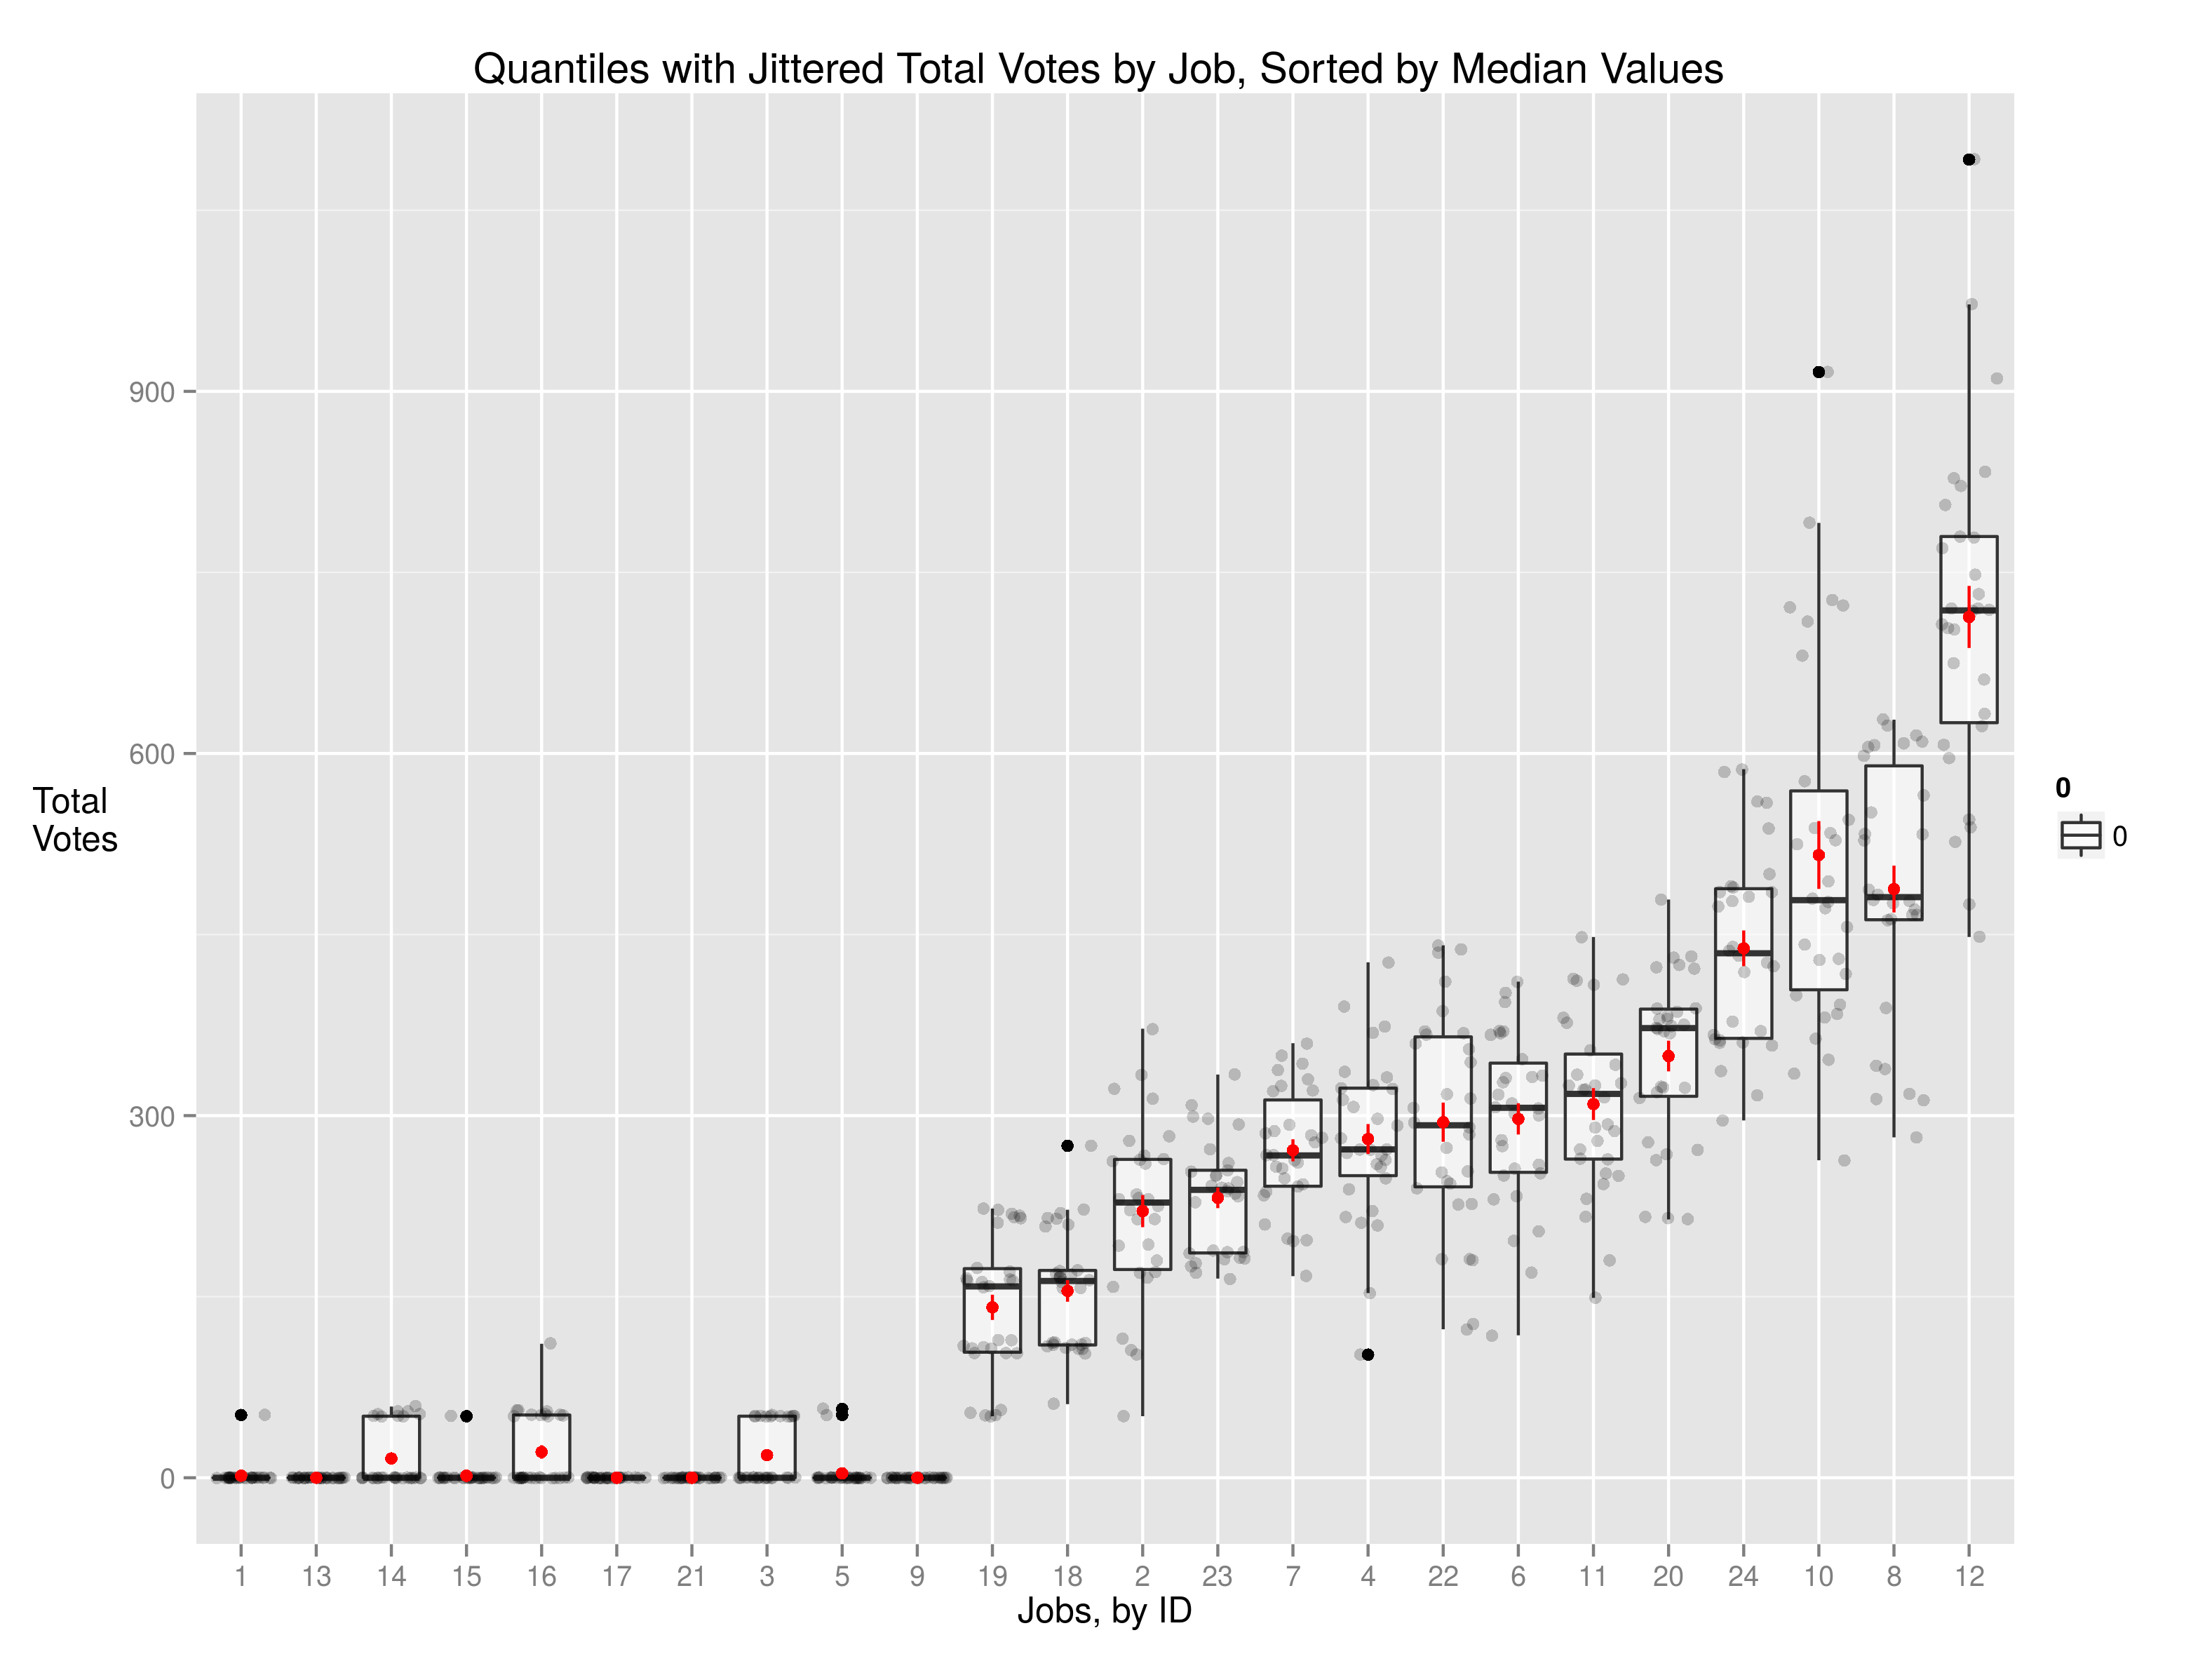 Quantiles with Jittered Total Votes by Job, Sorted by Median Values
900
600
300
0
Total
Votes
0
0
1 13 14 15 16 17 21 3 5 9 19 18 2 23 7 4 22 6 11 20 24 10 8 12
Jobs, by ID